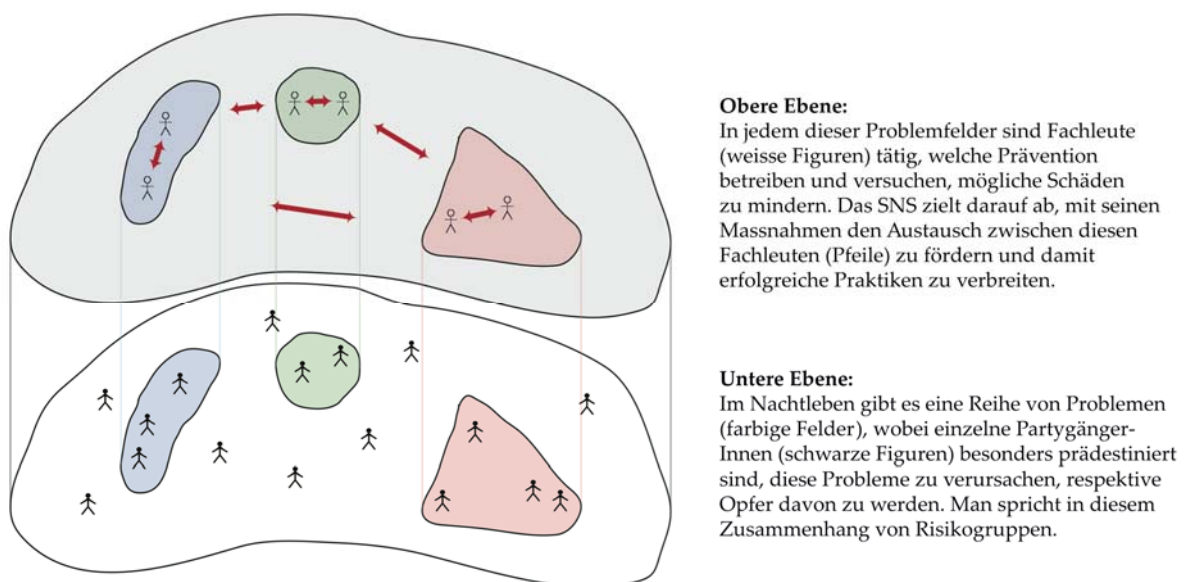 Obere Ebene:
In jedem dieser Problemfelder sind Fachleute
(weisse Figuren) tätig, welche Prävention
betreiben und versuchen, mögliche Schäden
zu mindern. Das SNS zielt darauf ab, mit seinen
Massnahmen den Austausch zwischen diesen
Fachleuten (Pfeile) zu fördern und damit
erfolgreiche Praktiken zu verbreiten.
Untere Ebene:
Im Nachtleben gibt es eine Reihe von Problemen
(farbige Felder), wobei einzelne Partygänger-
Innen (schwarze Figuren) besonders prädestiniert
sind, diese Probleme zu verursachen, respektive
Opfer davon zu werden. Man spricht in diesem
Zusammenhang von Risikogruppen.